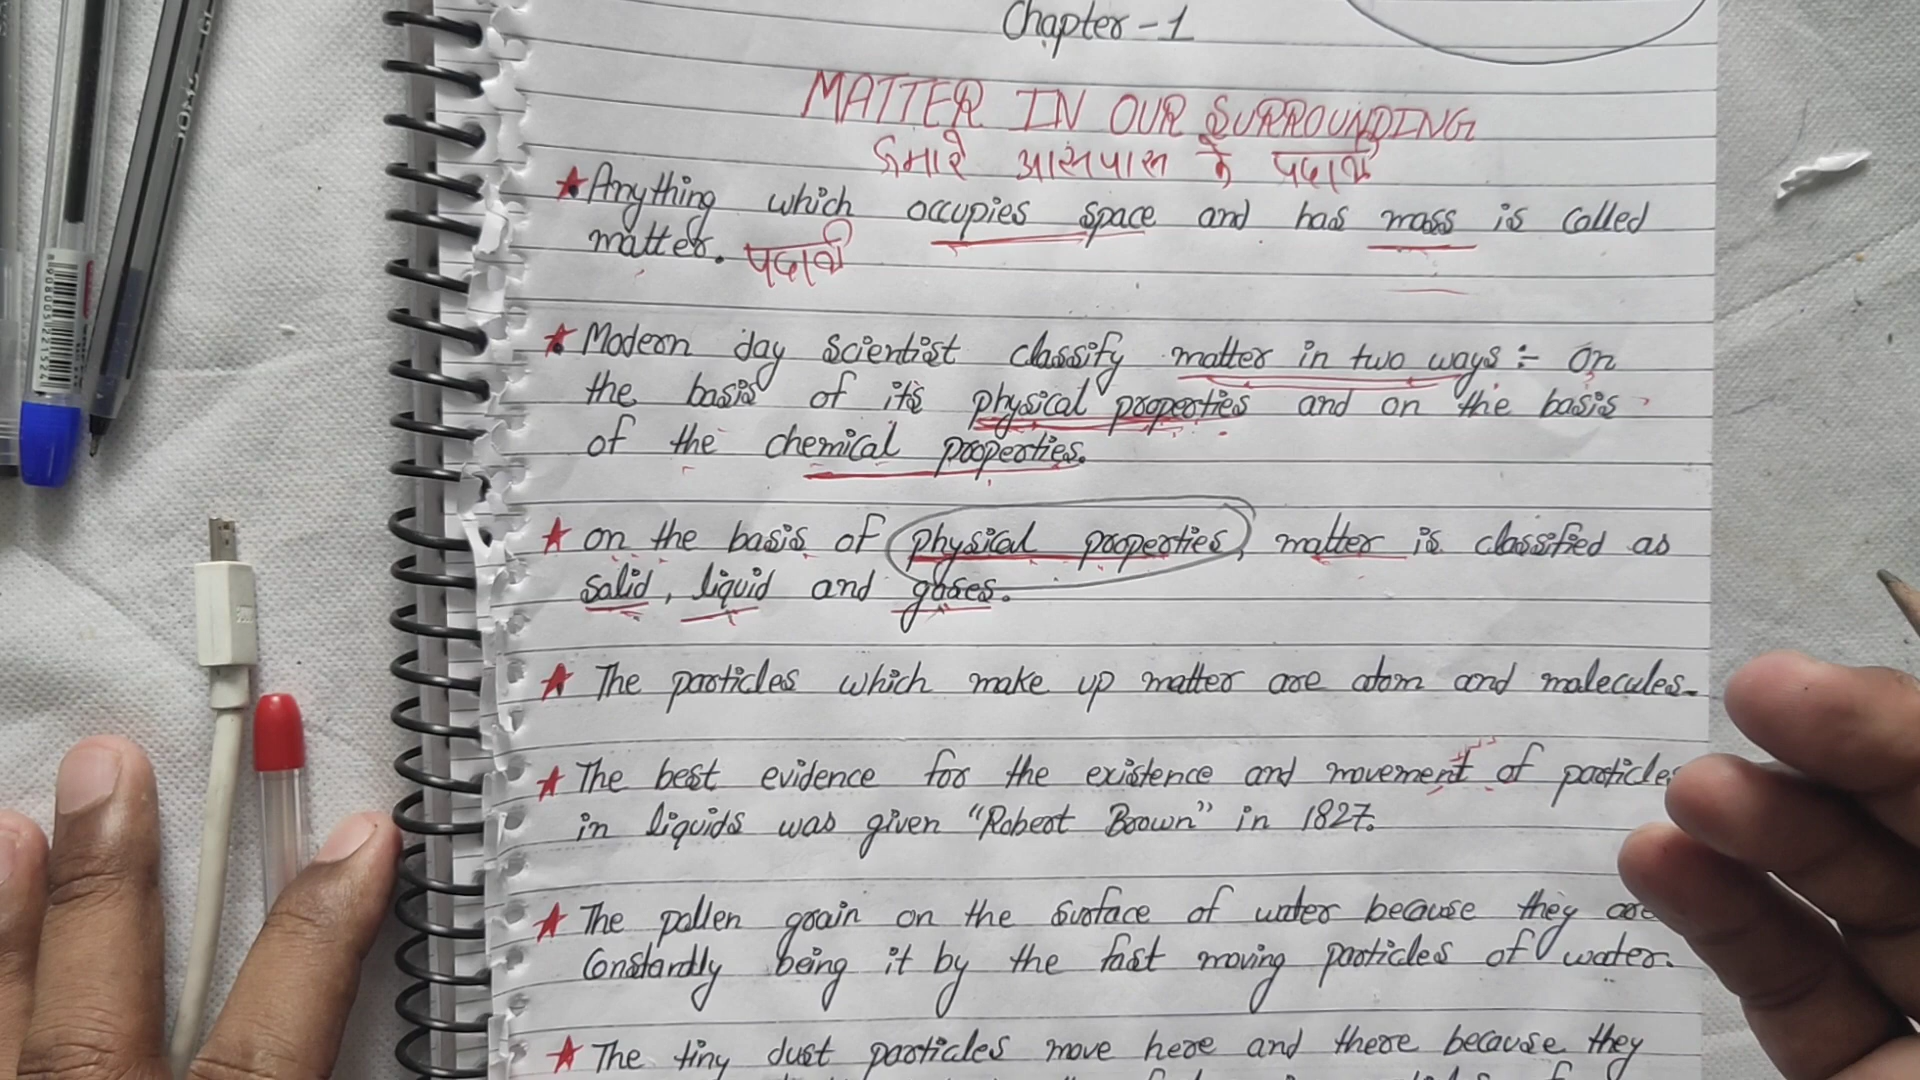 Chapter-1
MATTER IN OUR SURROUNDING
हमारे आसपास के पदार्थ
Anything which occupies space and has mass is called
matter. पदार्थ
Modern day scientist classify matter in two ways :- On
the basis of its physical properties and on the basis
of the chemical properties.
on the basis of physical properties, matter is classified as
solid, liquid and gases.
The particles which make up matter are atom and molecules.
The best evidence for the existence and movement of particles
in liquids was given "Robert Brown" in 1827.
The pollen grain on the surface of water because they are
Constantly being it by the fast moving particles of water.
The tiny dust particles move here and there because they